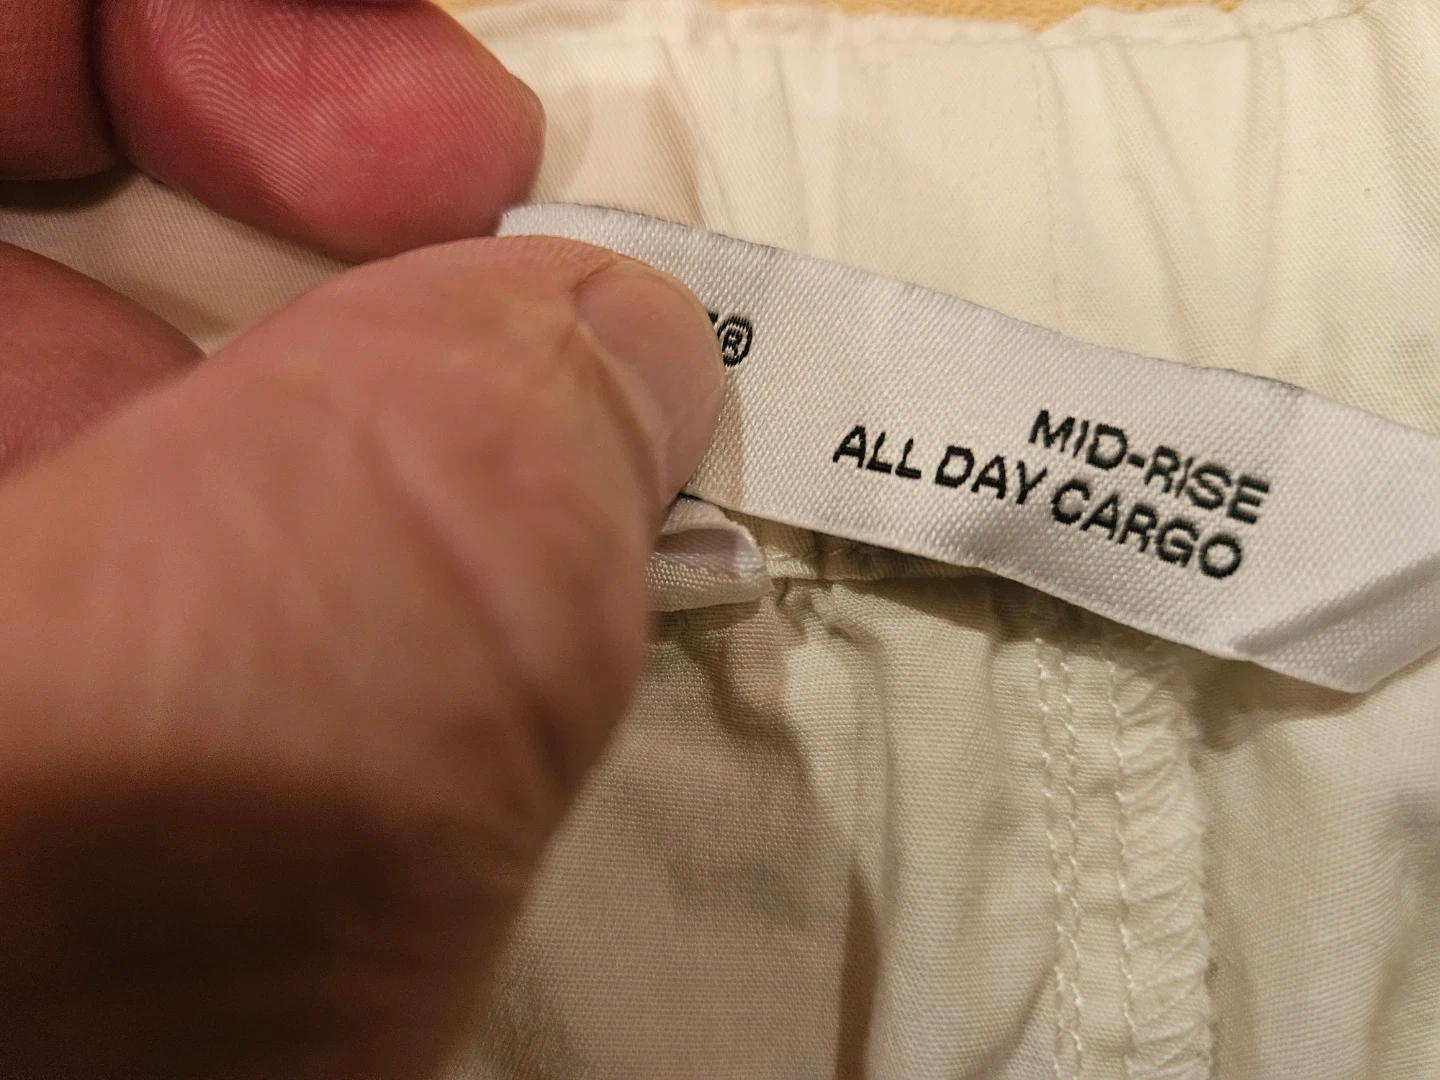 ®
MID-RISE
ALL DAY CARGO